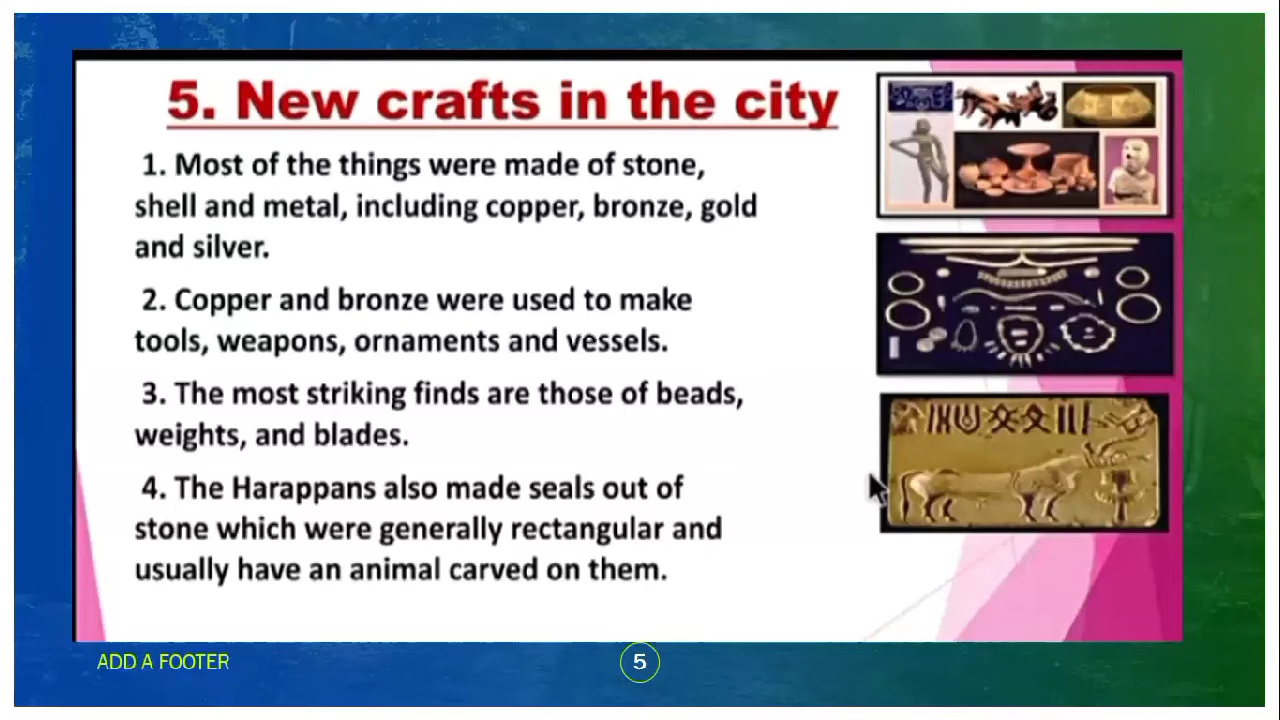 5. New crafts in the city
1. Most of the things were made of stone,
shell and metal, including copper, bronze, gold
and silver.
2. Copper and bronze were used to make
tools, weapons, ornaments and vessels.
3. The most striking finds are those of beads,
weights, and blades.
4. The Harappans also made seals out of
stone which were generally rectangular and
usually have an animal carved on them.
ADD A FOOTER
5